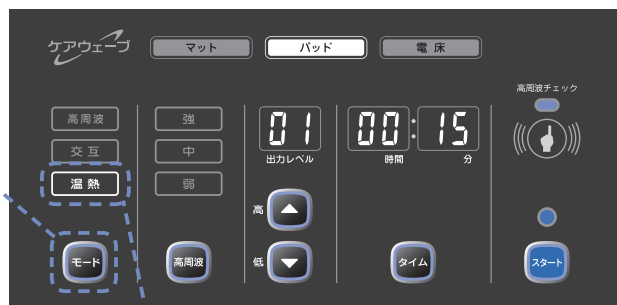 ケアウェーブ
マット
パッド
電床
高周波
交互
温熱
強
中
弱
01
出力レベル
00:15
時間
分
高周波チェック
高
低
モード
高周波
タイム
スタート